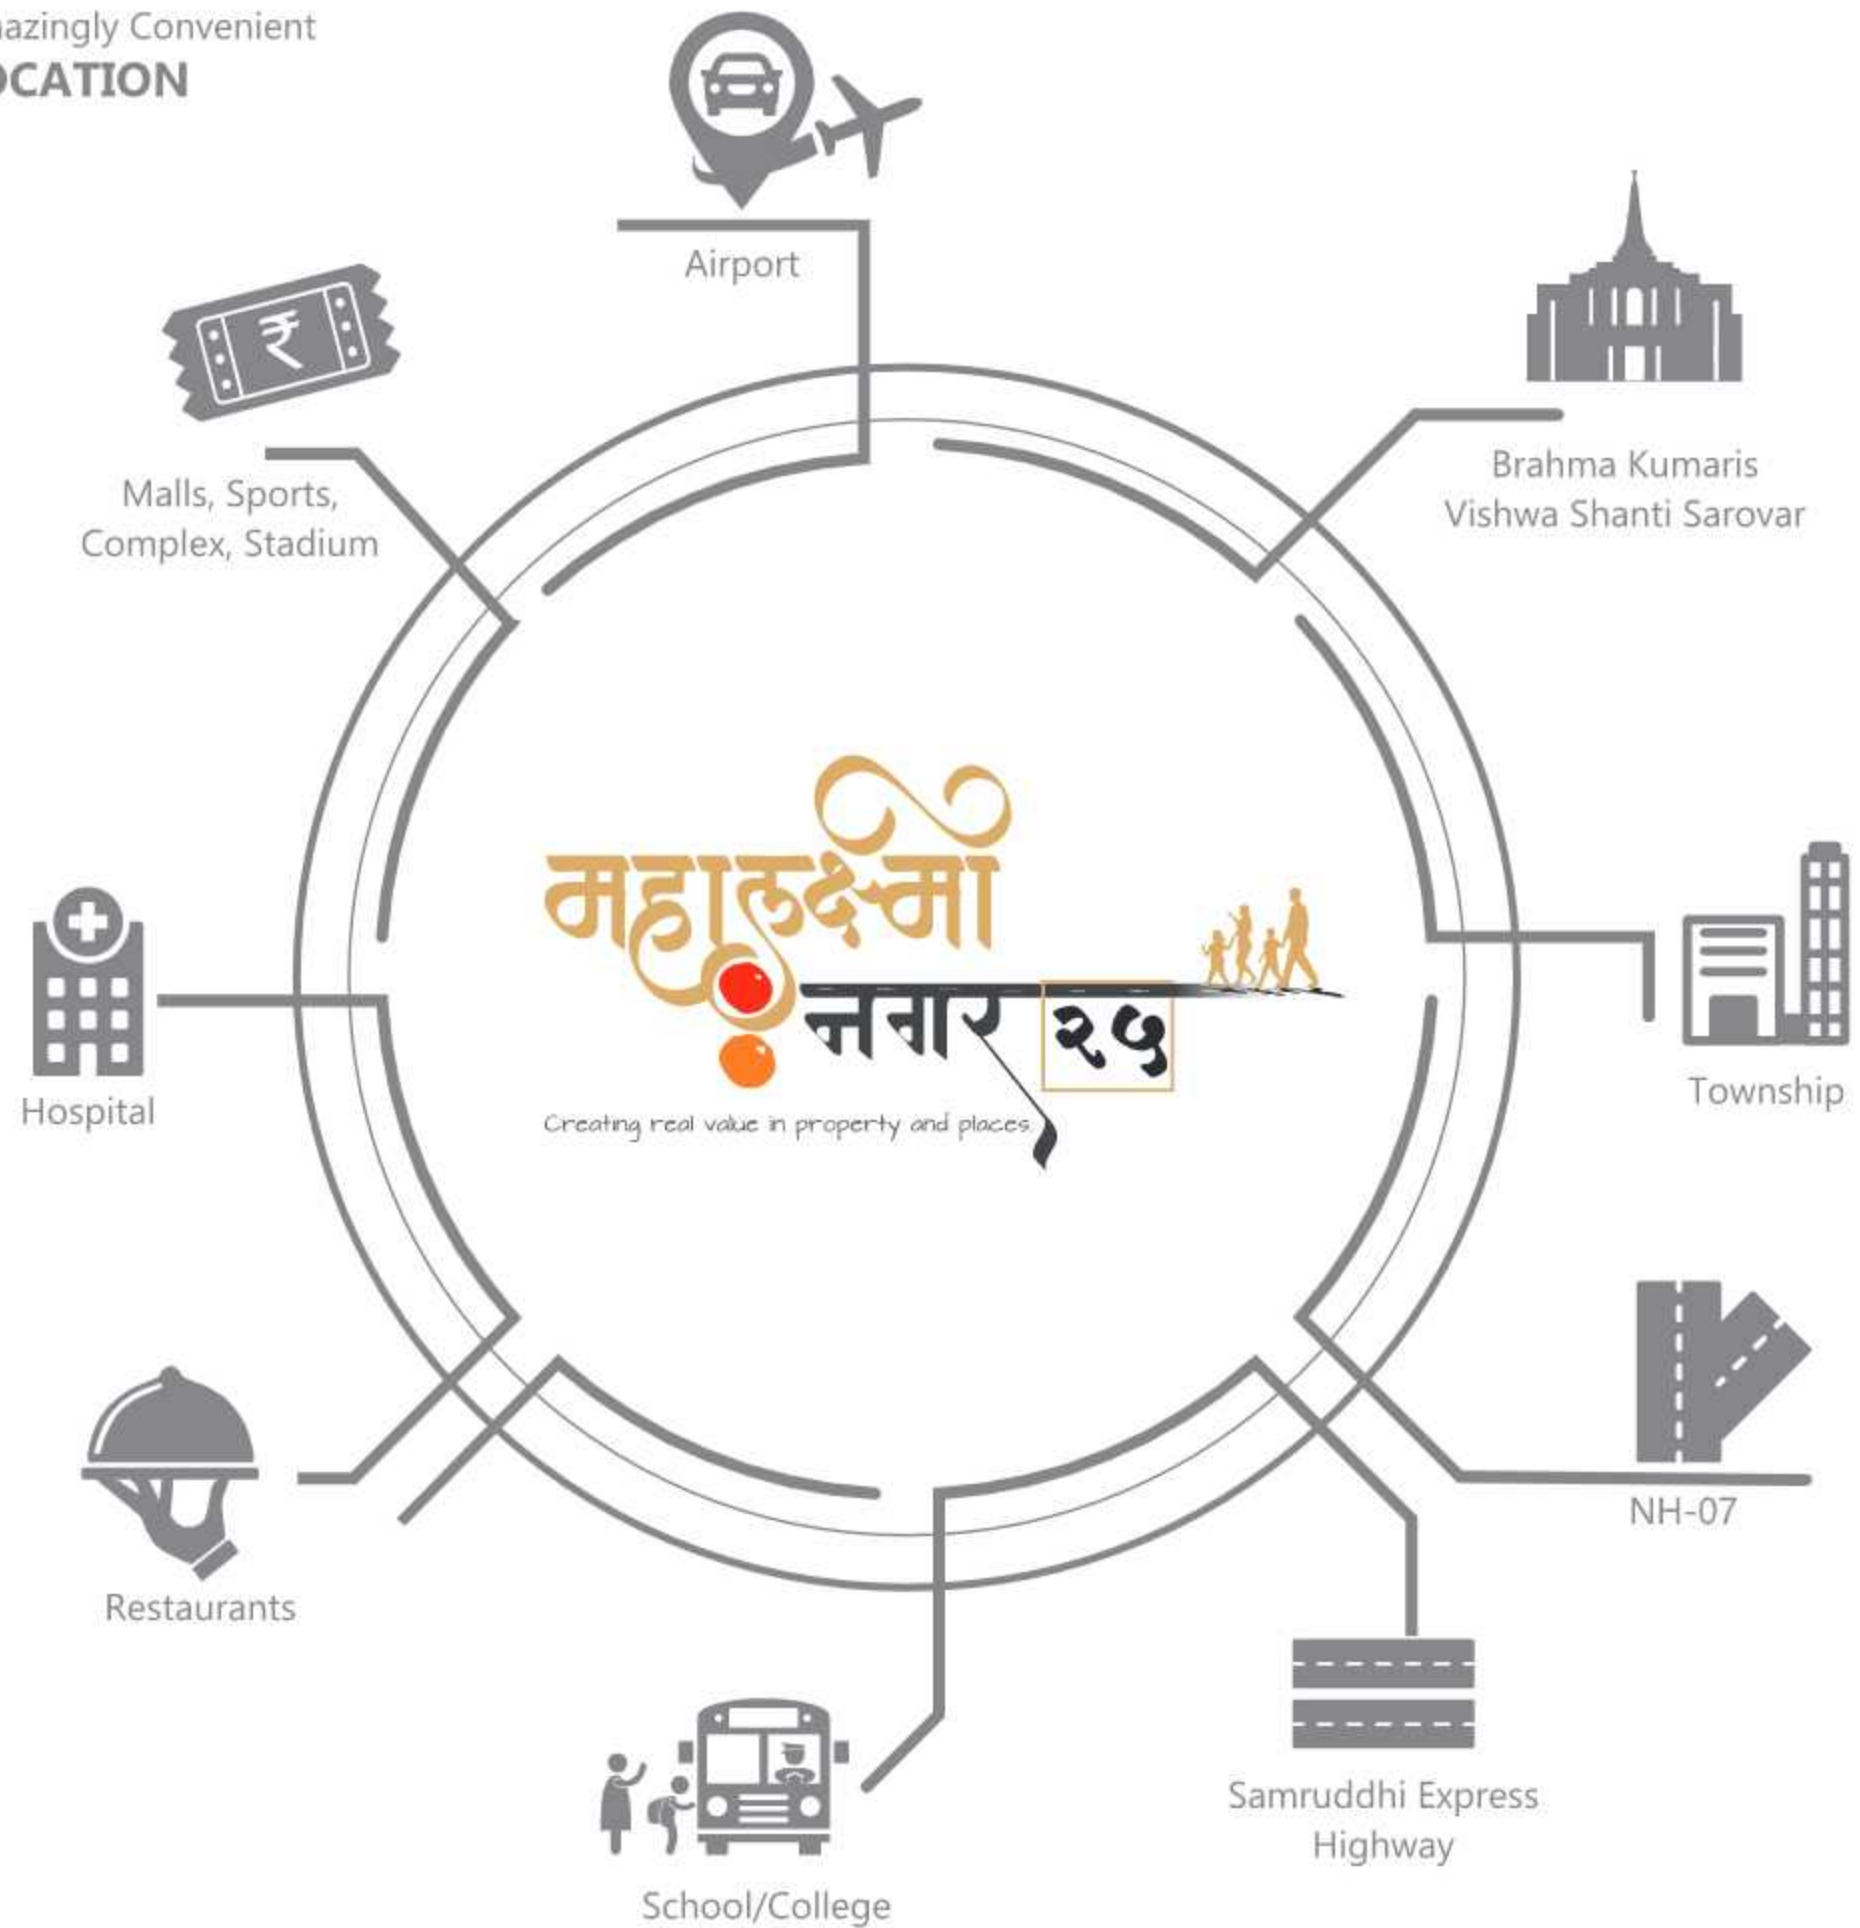 azingly Convenient
OCATION
Airport
₹
Malls, Sports,
Complex, Stadium
Brahma Kumaris
Vishwa Shanti Sarovar
महालक्ष्मी
नगर २५
Creating real value in property and places
Hospital
Township
NH-07
Restaurants
Samruddhi Express
Highway
School/College